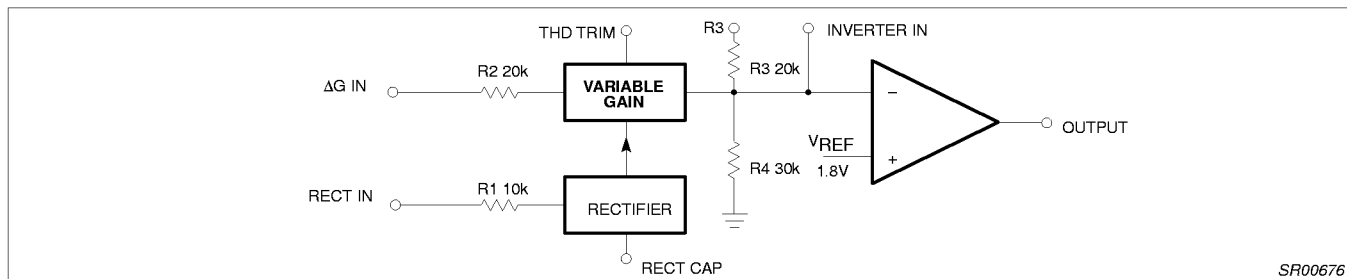 THD TRIM
R3
INVERTER IN
ΔG IN
R2 20k
VARIABLE
GAIN
R3 20k
−
OUTPUT
VREF
1.8V
+
R4 30k
RECT IN
R1 10k
RECTIFIER
RECT CAP
SR00676